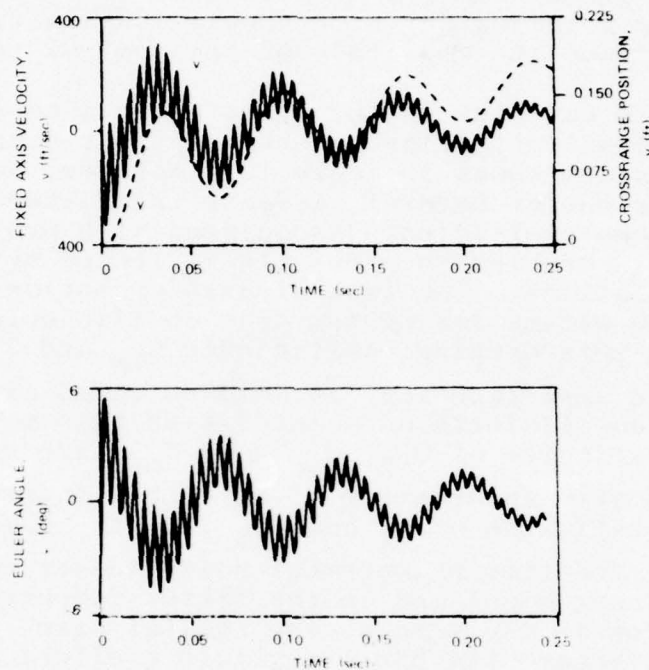 400
0
400
FIXED AXIS VELOCITY,
v (ft/sec)
v
v
0.225
0.150
0.075
0
CROSSRANGE POSITION,
y (ft)
0
0.05
0.10
0.15
0.20
0.25
TIME (sec)
6
0
-6
EULER ANGLE,
(deg)
0
0.05
0.10
0.15
0.20
0.25
TIME (sec)